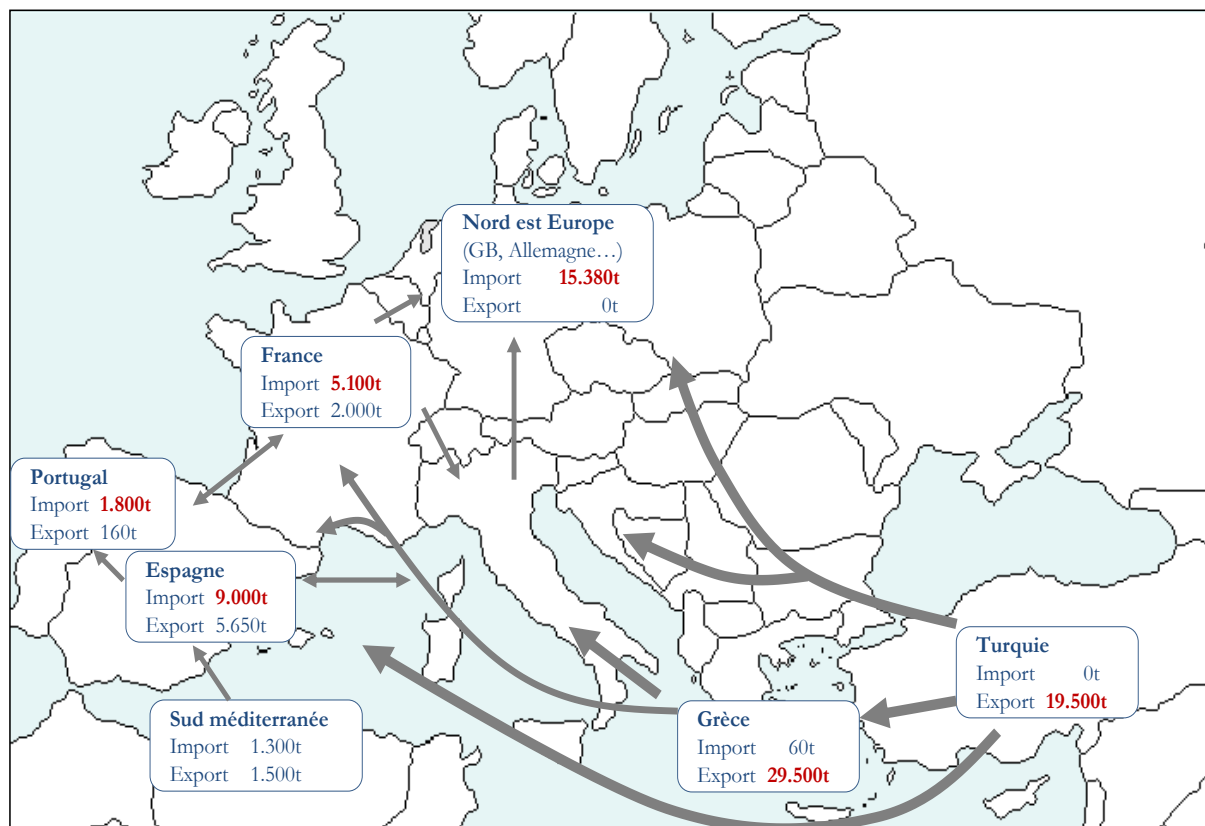 Nord est Europe
(GB, Allemagne…)
Import 15.380t
Export 0t
France
Import 5.100t
Export 2.000t
Portugal
Import 1.800t
Export 160t
Espagne
Import 9.000t
Export 5.650t
Turquie
Import 0t
Export 19.500t
Sud méditerranée
Import 1.300t
Export 1.500t
Grèce
Import 60t
Export 29.500t